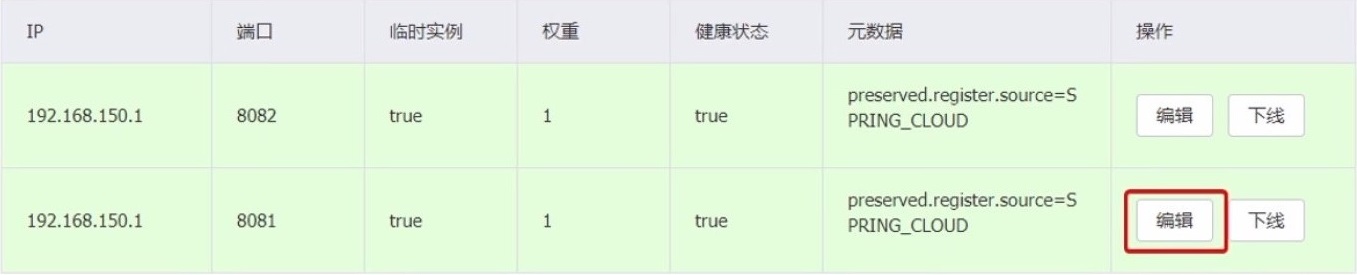 IP 端口 临时实例 权重 健康状态 元数据 操作
192.168.150.1 8082 true 1 true preserved.register.source=S
PRING_CLOUD 编辑 下线
192.168.150.1 8081 true 1 true preserved.register.source=S
PRING_CLOUD 编辑 下线